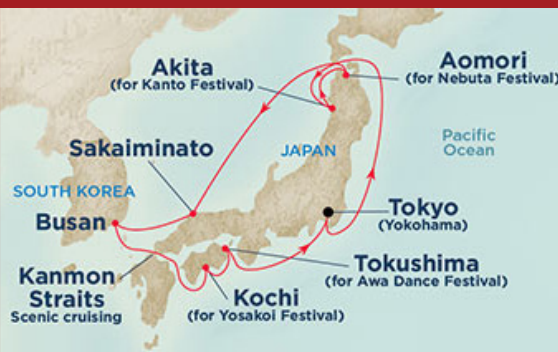 Akita
(for Kanto Festival)
Aomori
(for Nebuta Festival)
Pacific
Ocean
Sakaiminato
JAPAN
SOUTH KOREA
Busan
Tokyo
(Yokohama)
Kanmon
Straits
Scenic cruising
Tokushima
(for Awa Dance Festival)
Kochi
(for Yosakoi Festival)